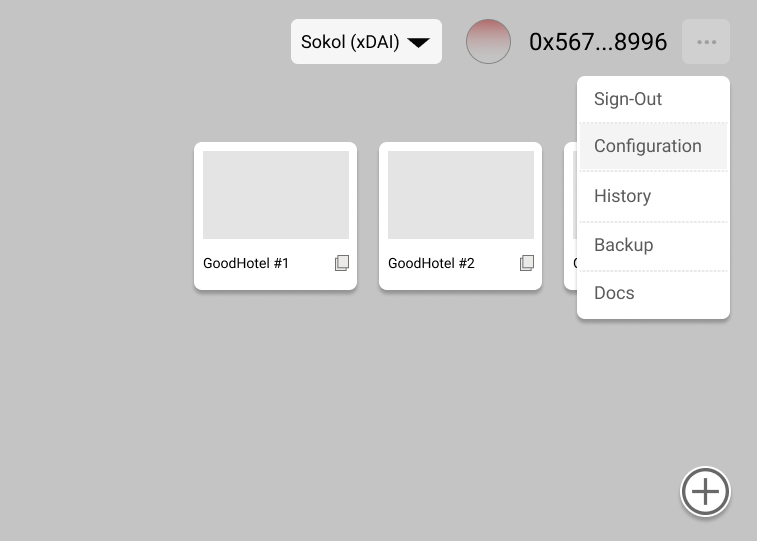 Sokol (xDAI)
0x567...8996
Sign-Out
Configuration
History
Backup
Docs
GoodHotel #1
GoodHotel #2